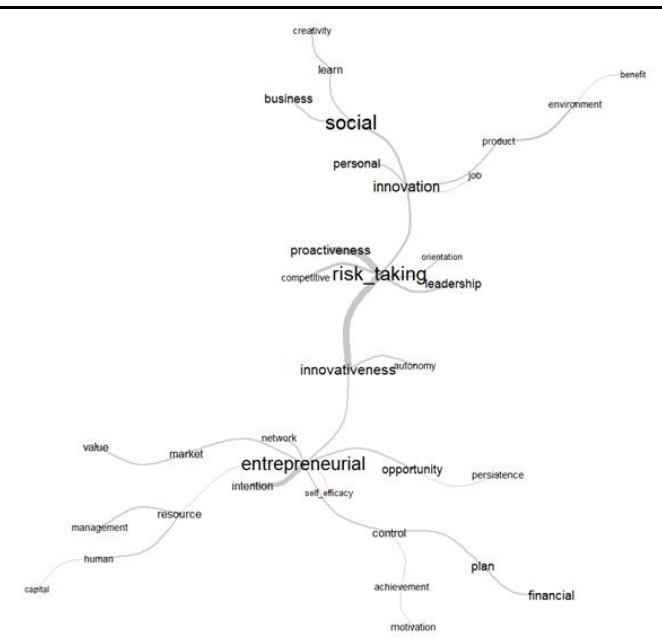 creativity
learn
benefit
business
environment
social
product
personal
job
innovation
proactiveness
orientation
competitive
risk_taking
leadership
autonomy
innovativeness
network
value
market
entrepreneurial
opportunity
persistence
intention
self_efficacy
resource
management
control
human
plan
capital
achievement
financial
motivation